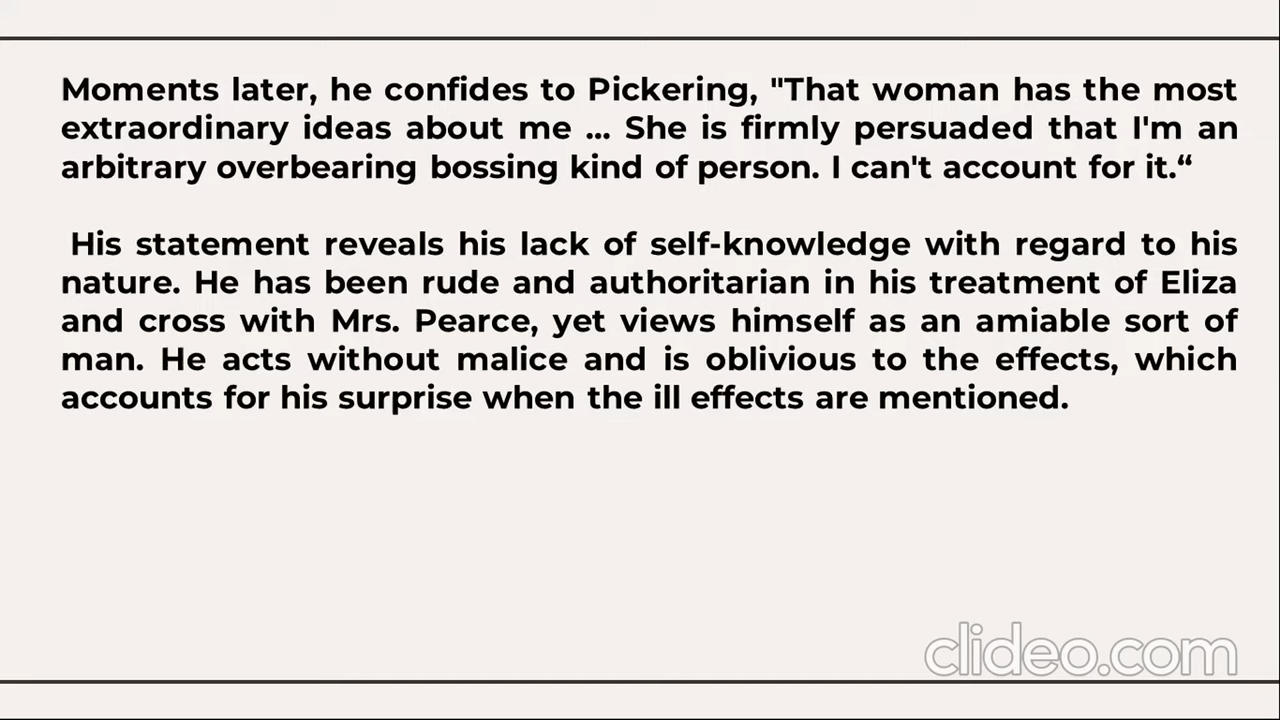 Moments later, he confides to Pickering, "That woman has the most
extraordinary ideas about me ... She is firmly persuaded that I'm an
arbitrary overbearing bossing kind of person. I can't account for it.“
His statement reveals his lack of self-knowledge with regard to his
nature. He has been rude and authoritarian in his treatment of Eliza
and cross with Mrs. Pearce, yet views himself as an amiable sort of
man. He acts without malice and is oblivious to the effects, which
accounts for his surprise when the ill effects are mentioned.
clideo.com